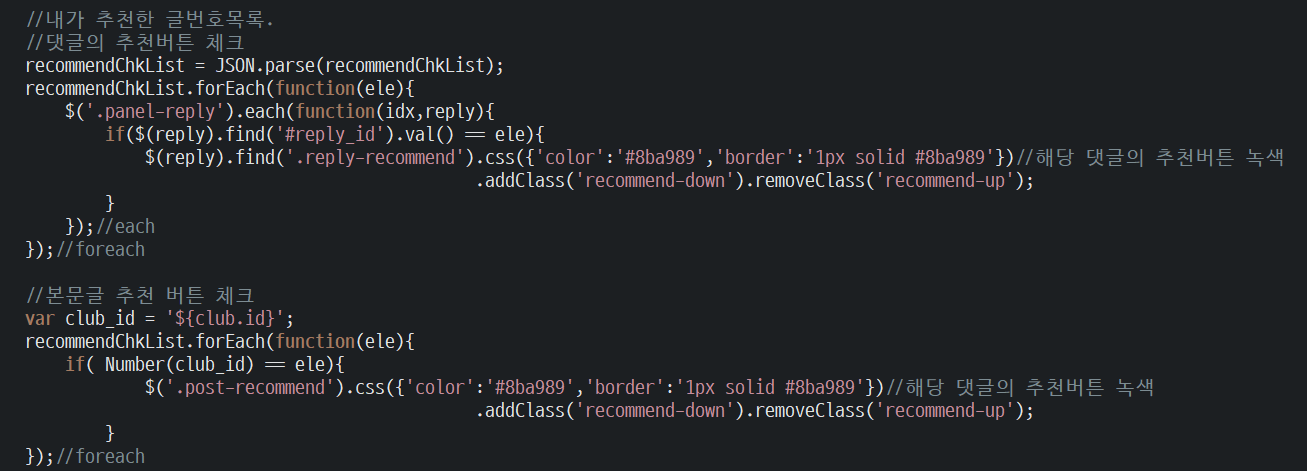 //내가 추천한 글번호목록.
//댓글의 추천버튼 체크
recommendChkList = JSON.parse(recommendChkList);
recommendChkList.forEach(function(ele){
    $('.panel-reply').each(function(idx,reply){
        if($(reply).find('#reply_id').val() == ele){
            $(reply).find('.reply-recommend').css({'color':'#8ba989','border':'1px solid #8ba989'})//해당 댓글의 추천버튼 녹색
                                             .addClass('recommend-down').removeClass('recommend-up');
        }
    });//each
});//foreach

//본문글 추천 버튼 체크
var club_id = '${club.id}';
recommendChkList.forEach(function(ele){
    if( Number(club_id) == ele){
            $('.post-recommend').css({'color':'#8ba989','border':'1px solid #8ba989'})//해당 댓글의 추천버튼 녹색
                                             .addClass('recommend-down').removeClass('recommend-up');
        }
});//foreach